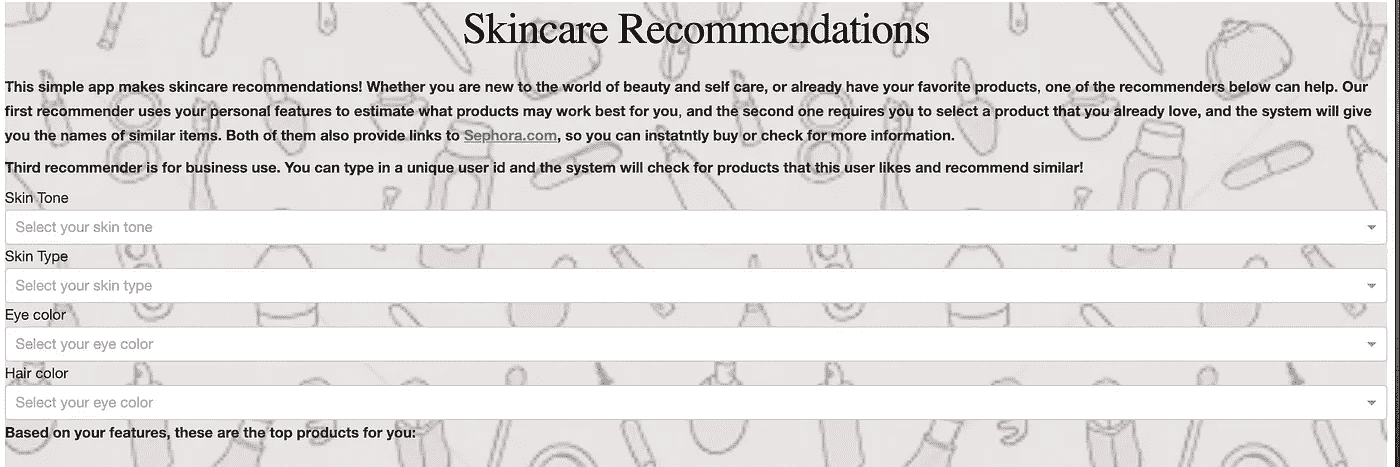 Skincare Recommendations
This simple app makes skincare recommendations! Whether you are new to the world of beauty and self care, or already have your favorite products, one of the recommenders below can help. Our
first recommender uses your personal features to estimate what products may work best for you, and the second one requires you to select a product that you already love, and the system will give
you the names of similar items. Both of them also provide links to Sephora.com, so you can instatntly buy or check for more information.
Third recommender is for business use. You can type in a unique user id and the system will check for products that this user likes and recommend similar!
Skin Tone
Select your skin tone
Skin Type
Select your skin type
Eye color
Select your eye color
Hair color
Select your eye color
Based on your features, these are the top products for you: